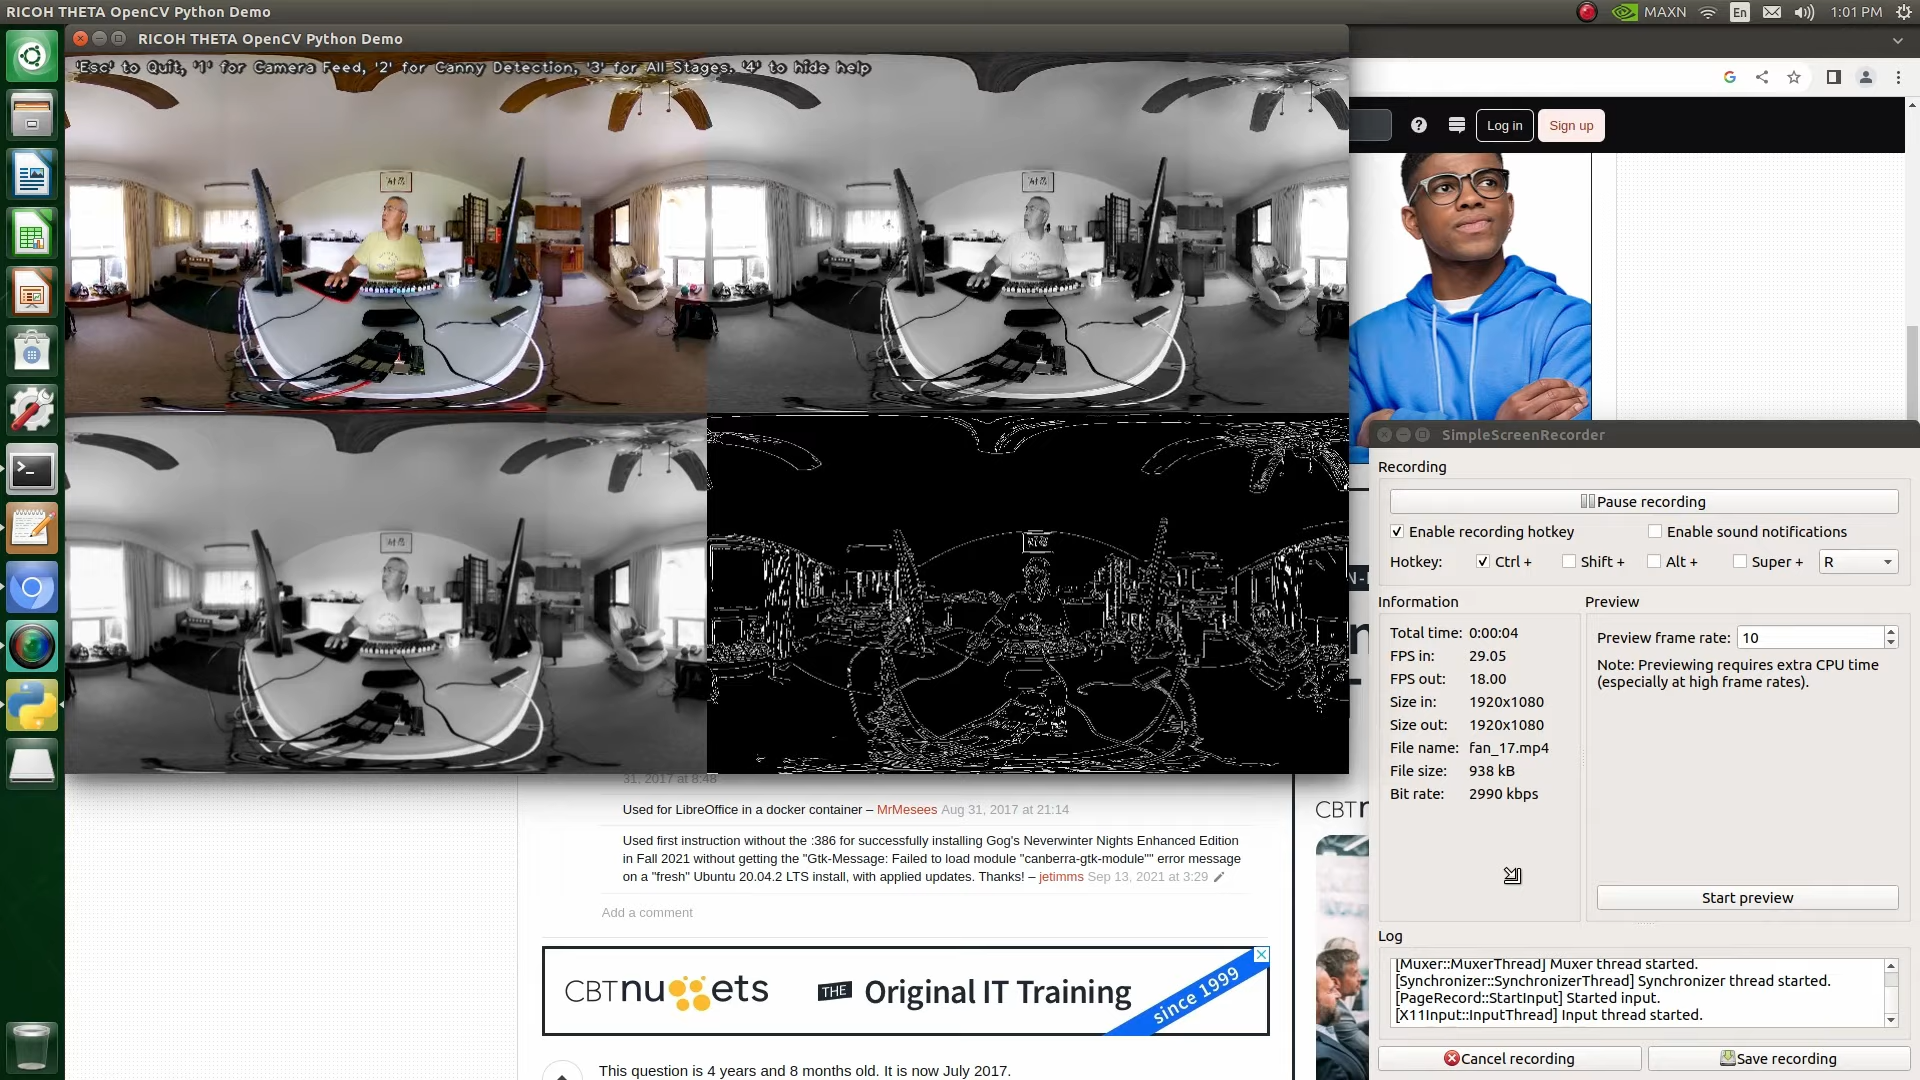 RICOH THETA OpenCV Python Demo
MAXN
En
1:01 PM
RICOH THETA OpenCV Python Demo
'Esc' to Quit, '1' for Camera Feed, '2' for Canny Detection, '3' for All Stages, '4' to hide help
Log in
Sign up
SimpleScreenRecorder
Recording
Pause recording
Enable recording hotkey
Enable sound notifications
Hotkey: Ctrl + Shift + Alt + Super + R
Information
Preview
Total time: 0:00:04
FPS in: 29.05
FPS out: 18.00
Size in: 1920x1080
Size out: 1920x1080
File name: fan_17.mp4
File size: 938 kB
Bit rate: 2990 kbps
Preview frame rate: 10
Note: Previewing requires extra CPU time
(especially at high frame rates).
Start preview
Log
[Muxer::MuxerThread] Muxer thread started.
[Synchronizer::SynchronizerThread] Synchronizer thread started.
[PageRecord::StartInput] Started input.
[X11Input::InputThread] Input thread started.
Cancel recording
Save recording
31, 2017 at 8:48
Used for LibreOffice in a docker container – MrMesees Aug 31, 2017 at 21:14
Used first instruction without the :386 for successfully installing Gog's Neverwinter Nights Enhanced Edition
in Fall 2021 without getting the "Gtk-Message: Failed to load module "canberra-gtk-module"" error message
on a "fresh" Ubuntu 20.04.2 LTS install, with applied updates. Thanks! – jetimms Sep 13, 2021 at 3:29
Add a comment
CBTnuggets THE Original IT Training since 1999
CBTn
This question is 4 years and 8 months old. It is now July 2017.